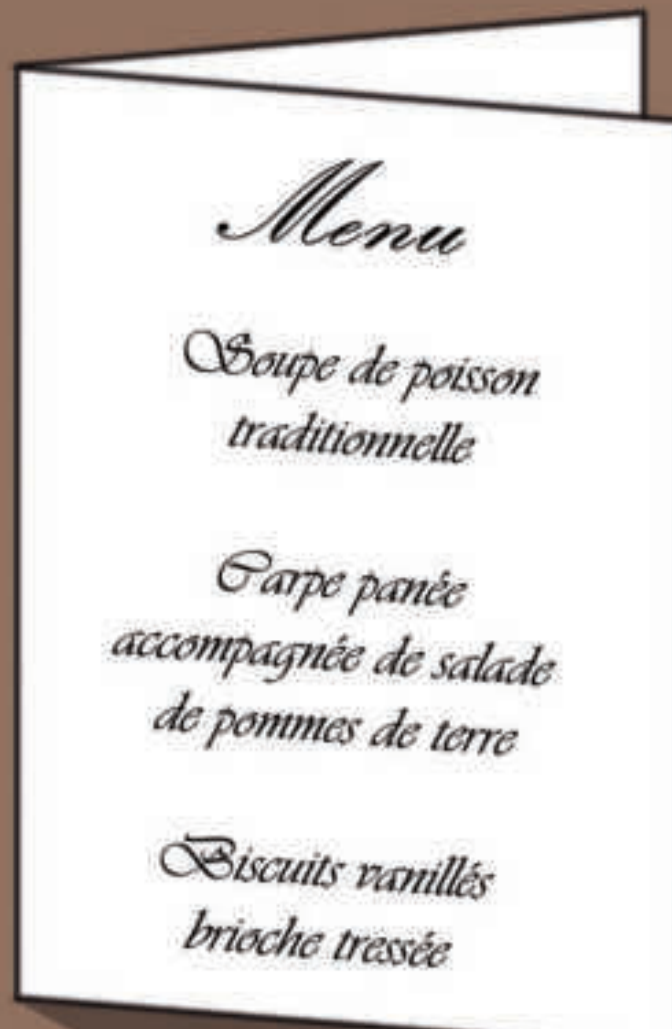 Menu
Soupe de poisson
traditionnelle
Carpe panée
accompagnée de salade
de pommes de terre
Biscuits vanillés
brioche tressée